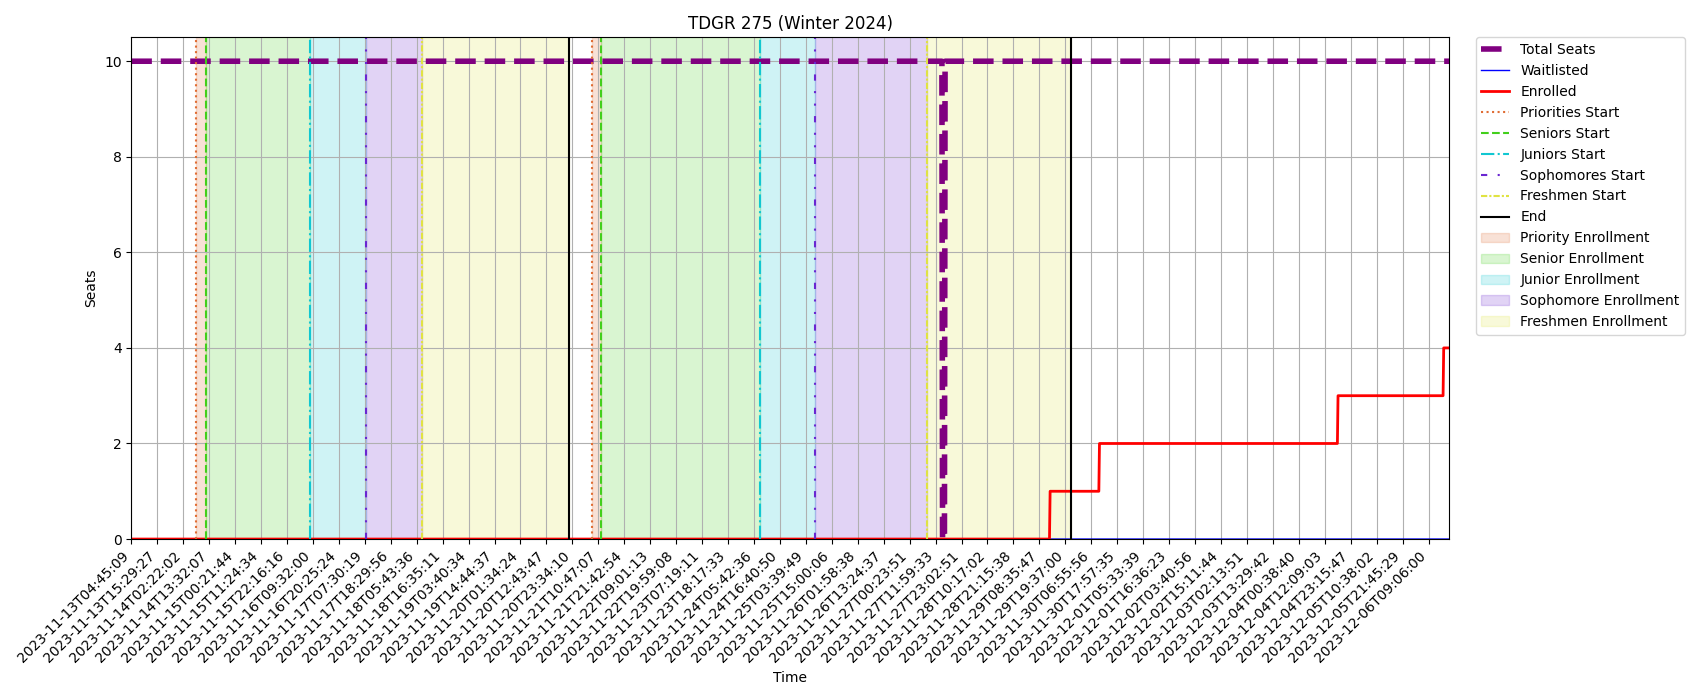 TDGR 275 (Winter 2024)
10
8
6
4
2
0
Seats
2023-11-13T04:45:09
2023-11-13T15:29:27
2023-11-14T02:22:02
2023-11-14T13:32:07
2023-11-15T00:21:44
2023-11-15T11:24:34
2023-11-15T22:16:16
2023-11-16T09:32:00
2023-11-16T20:25:24
2023-11-17T07:30:19
2023-11-17T18:29:56
2023-11-18T05:43:36
2023-11-18T16:35:11
2023-11-19T03:40:34
2023-11-19T14:44:37
2023-11-20T01:34:24
2023-11-20T12:43:47
2023-11-20T23:34:10
2023-11-21T10:47:07
2023-11-21T21:42:54
2023-11-22T09:01:13
2023-11-22T19:59:08
2023-11-23T07:19:11
2023-11-23T18:17:33
2023-11-24T05:42:36
2023-11-24T16:40:50
2023-11-25T03:39:49
2023-11-25T15:00:06
2023-11-26T01:58:38
2023-11-26T13:24:37
2023-11-27T00:23:51
2023-11-27T11:59:33
2023-11-27T23:02:51
2023-11-28T10:17:02
2023-11-28T21:15:38
2023-11-29T08:35:47
2023-11-29T19:37:00
2023-11-30T06:55:56
2023-11-30T17:57:35
2023-12-01T05:33:39
2023-12-01T16:36:23
2023-12-02T03:40:56
2023-12-02T15:11:44
2023-12-03T02:13:51
2023-12-03T13:29:42
2023-12-04T00:38:40
2023-12-04T12:09:03
2023-12-04T23:15:47
2023-12-05T10:38:02
2023-12-05T21:45:29
2023-12-06T09:06:00
Time
Total Seats
Waitlisted
Enrolled
Priorities Start
Seniors Start
Juniors Start
Sophomores Start
Freshmen Start
End
Priority Enrollment
Senior Enrollment
Junior Enrollment
Sophomore Enrollment
Freshmen Enrollment